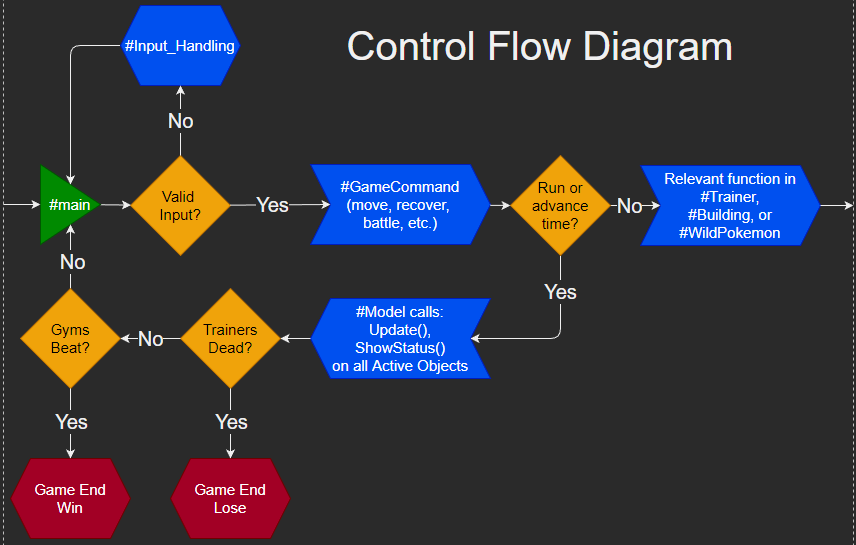 Control Flow Diagram
#Input_Handling
No
#main
Valid
Input?
Yes
#GameCommand
(move, recover,
battle, etc.)
Run or
advance
time?
No
Relevant function in
#Trainer,
#Building, or
#WildPokemon
Yes
#Model calls:
Update(),
ShowStatus()
on all Active Objects
Trainers
Dead?
No
Gyms
Beat?
No
Yes
Yes
Game End
Win
Game End
Lose